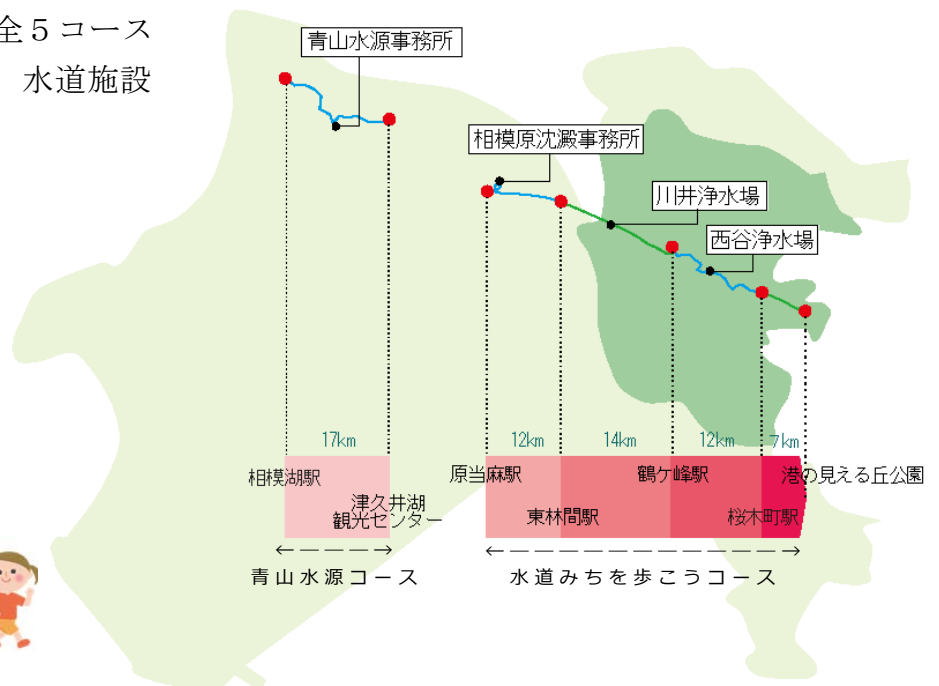 全5コース
水道施設
青山水源事務所
相模原沈澱事務所
川井浄水場
西谷浄水場
17km
12km
14km
12km
7km
相模湖駅
津久井湖
観光センター
原当麻駅
東林間駅
鶴ケ峰駅
桜木町駅
港の見える丘公園
青山水源コース
水道みちを歩こうコース